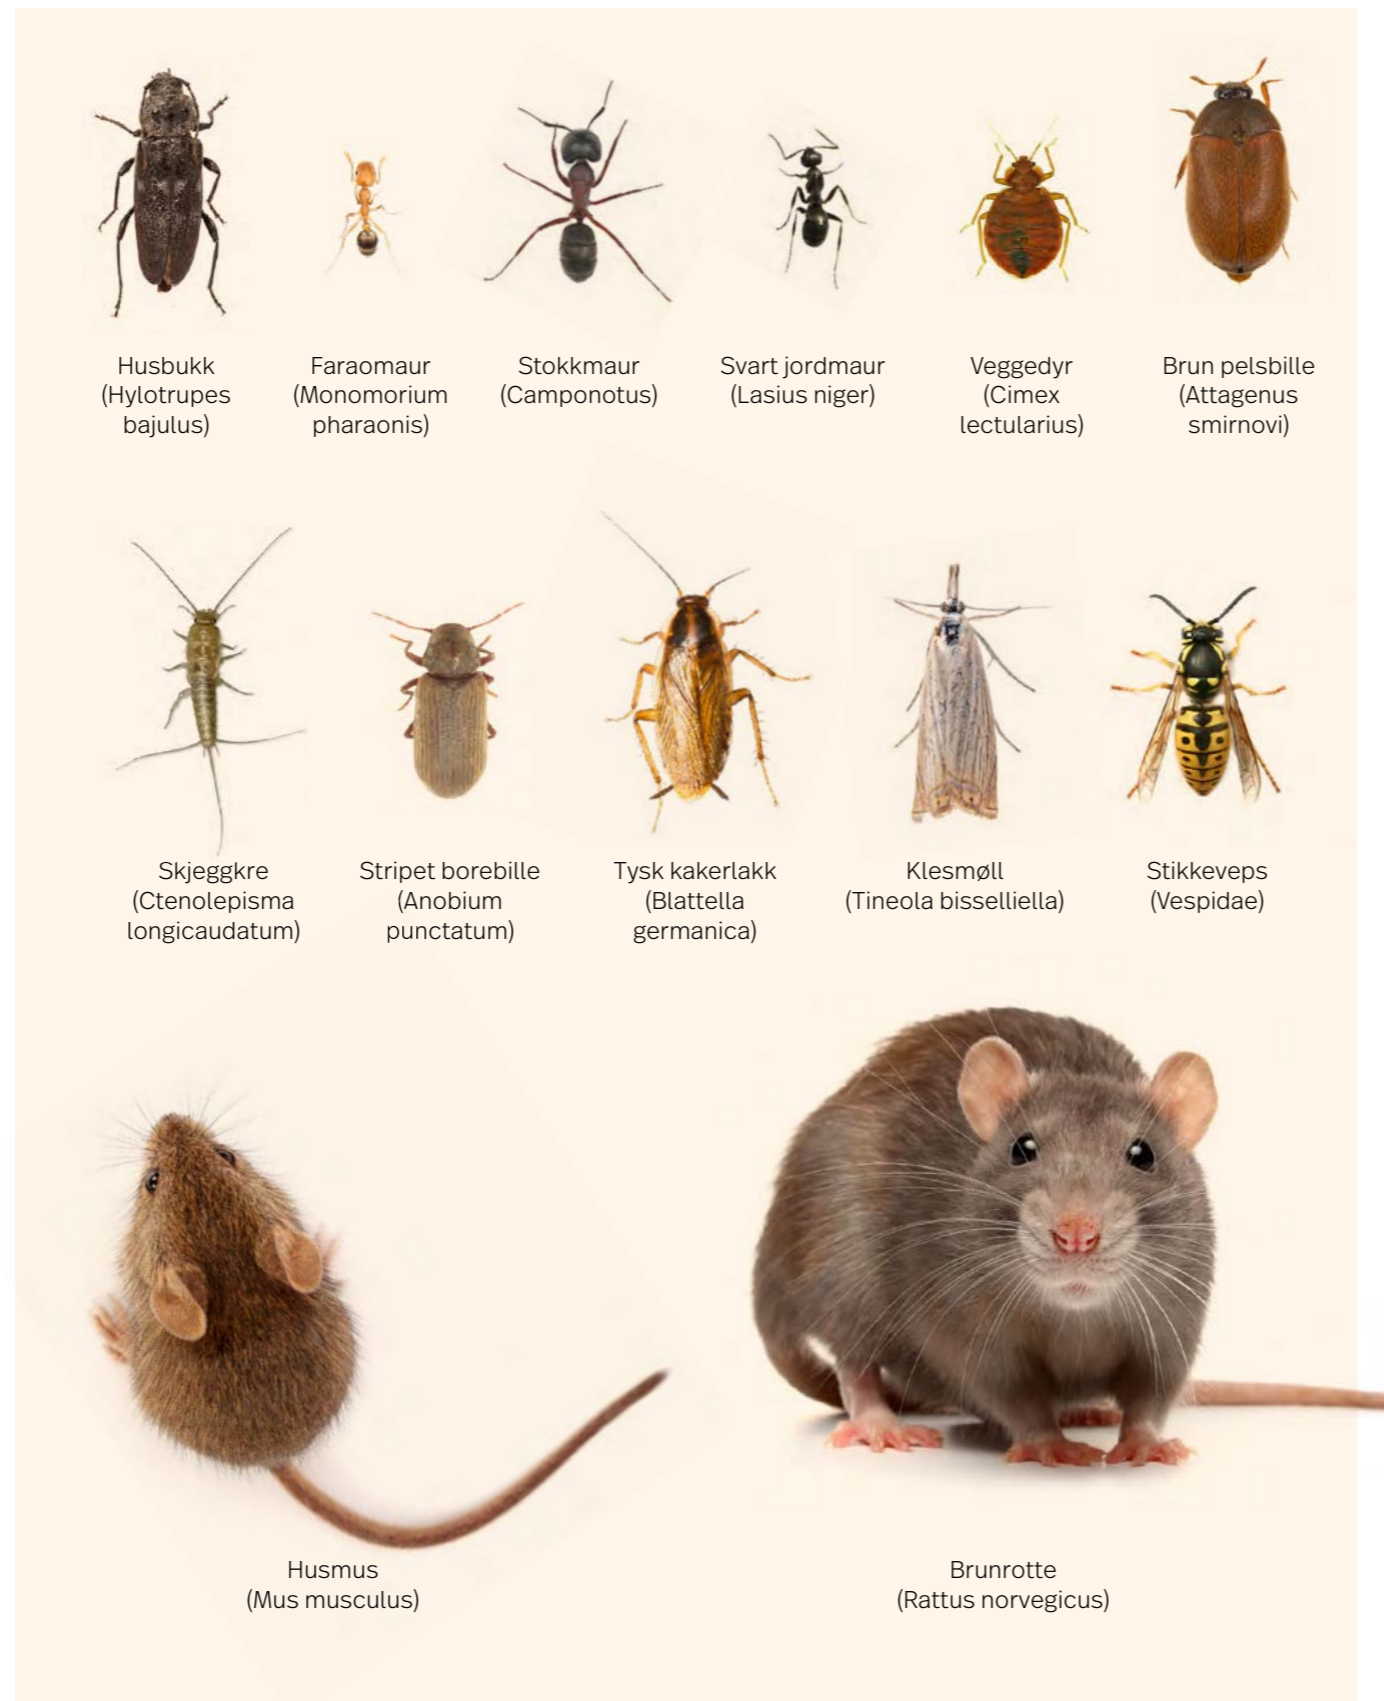 Husbukk
(Hylotrupes
bajulus)
Faraomaur
(Monomorium
pharaonis)
Stokkmaur
(Camponotus)
Svart jordmaur
(Lasius niger)
Veggedyr
(Cimex
lectularius)
Brun pelsbille
(Attagenus
smirnovi)
Skjeggkre
(Ctenolepisma
longicaudatum)
Stripet borebille
(Anobium
punctatum)
Tysk kakerlakk
(Blattella
germanica)
Klesmøll
(Tineola bisselliella)
Stikkeveps
(Vespidae)
Husmus
(Mus musculus)
Brunrotte
(Rattus norvegicus)